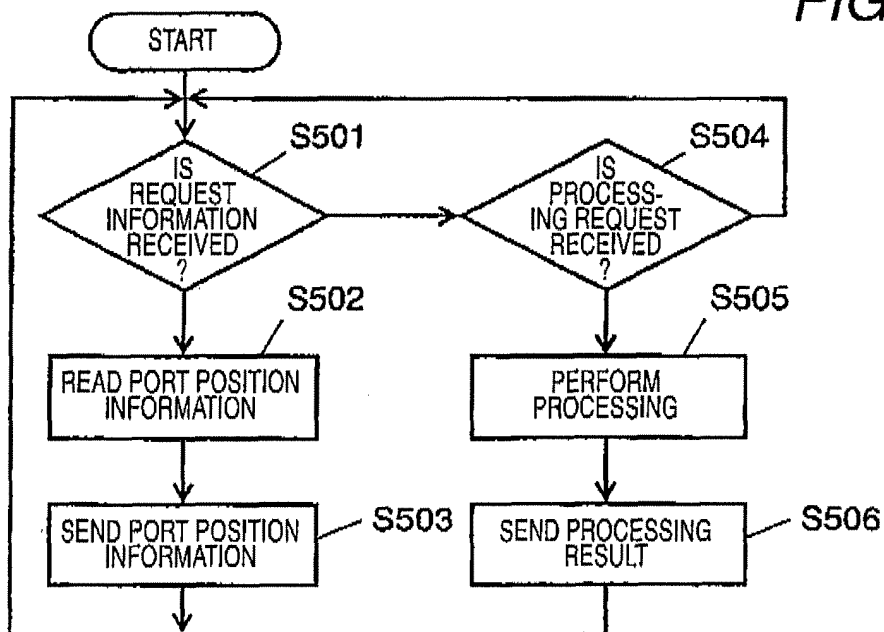 FIG
START
S501
IS
REQUEST
INFORMATION
RECEIVED
?
S504
IS
PROCESS-
ING REQUEST
RECEIVED
?
S502
READ PORT POSITION
INFORMATION
S505
PERFORM
PROCESSING
S503
SEND PORT POSITION
INFORMATION
S506
SEND PROCESSING
RESULT